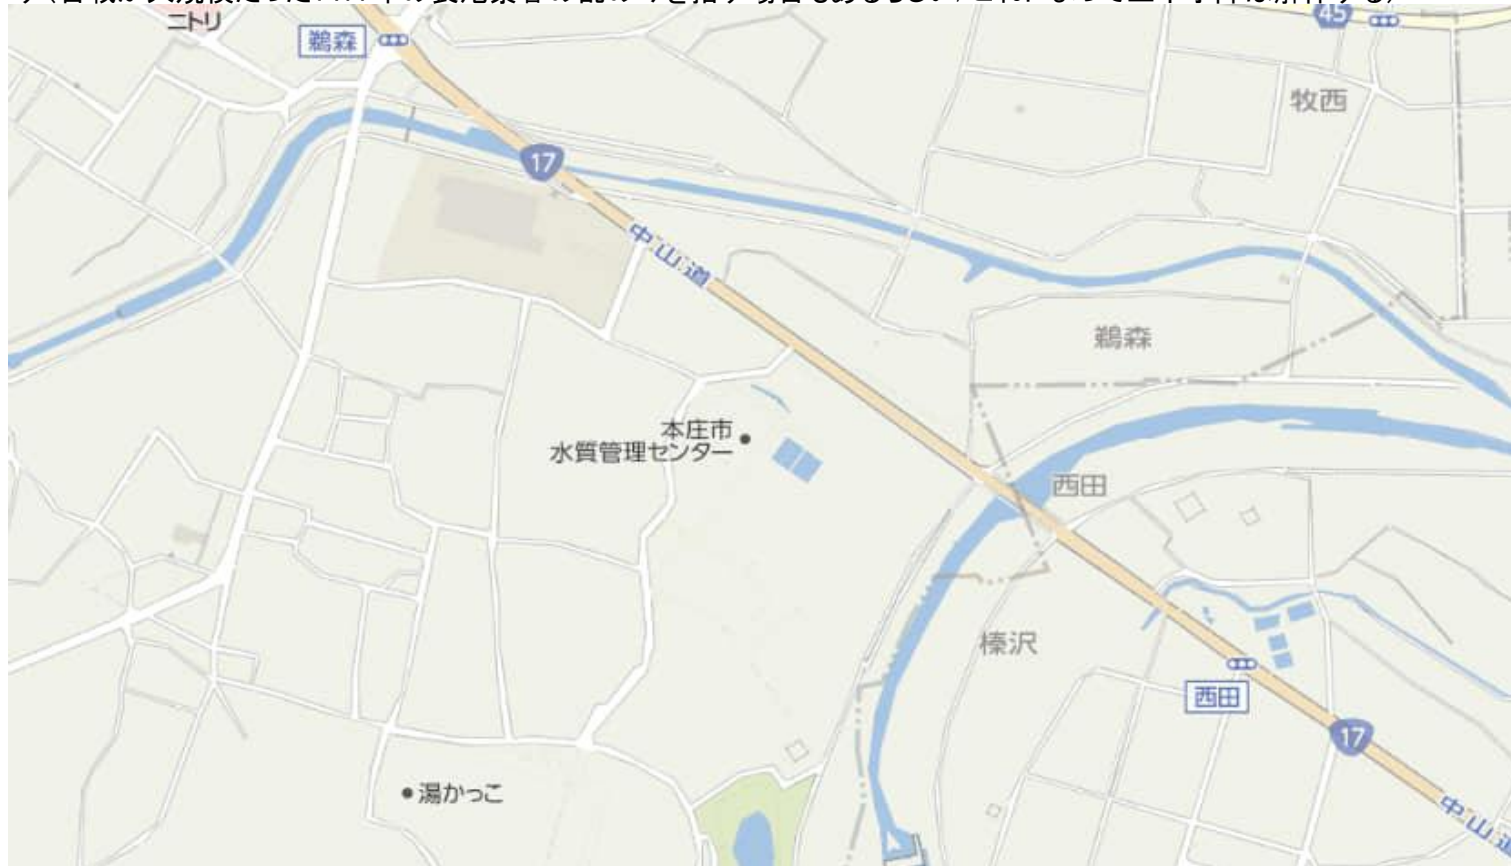 ニトリ
鵜森
45
牧西
17
中山道
鵜森
本庄市
水質管理センター
西田
榛沢
西田
17
湯かっこ
中山道